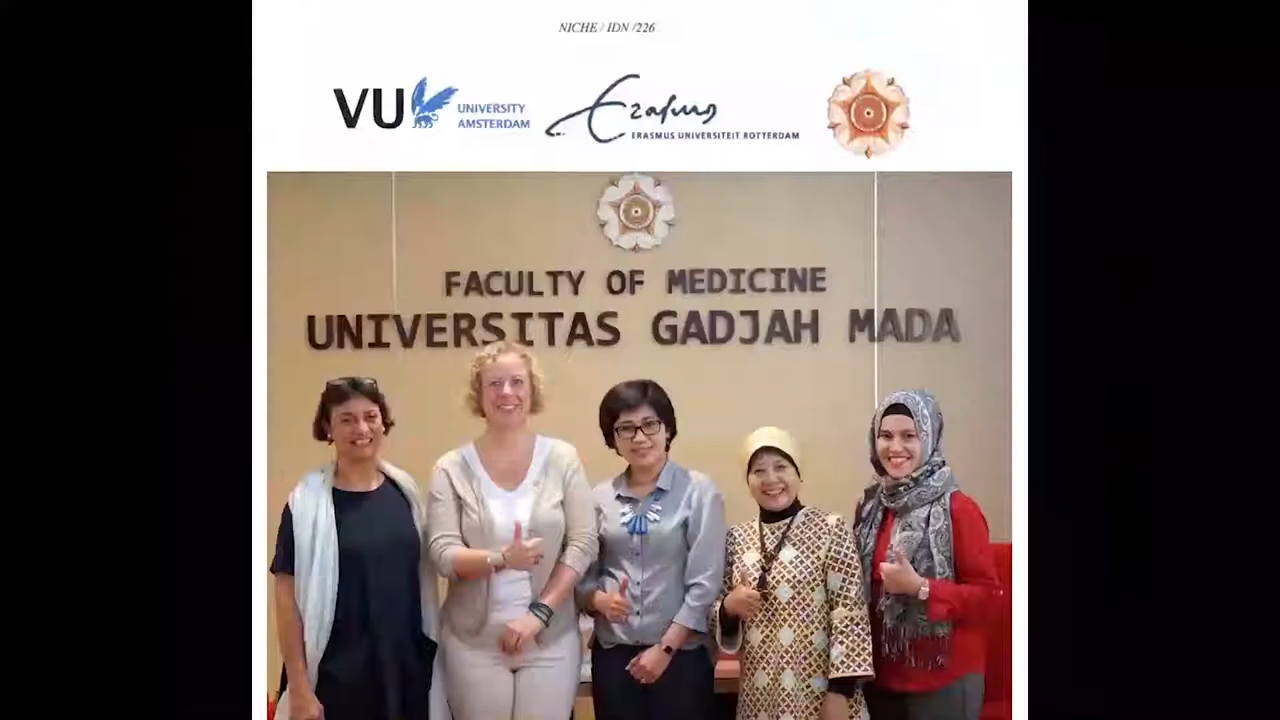 NICHE / IDN /226
VU UNIVERSITY AMSTERDAM
Erasmus
ERASMUS UNIVERSITEIT ROTTERDAM
FACULTY OF MEDICINE
UNIVERSITAS GADJAH MADA